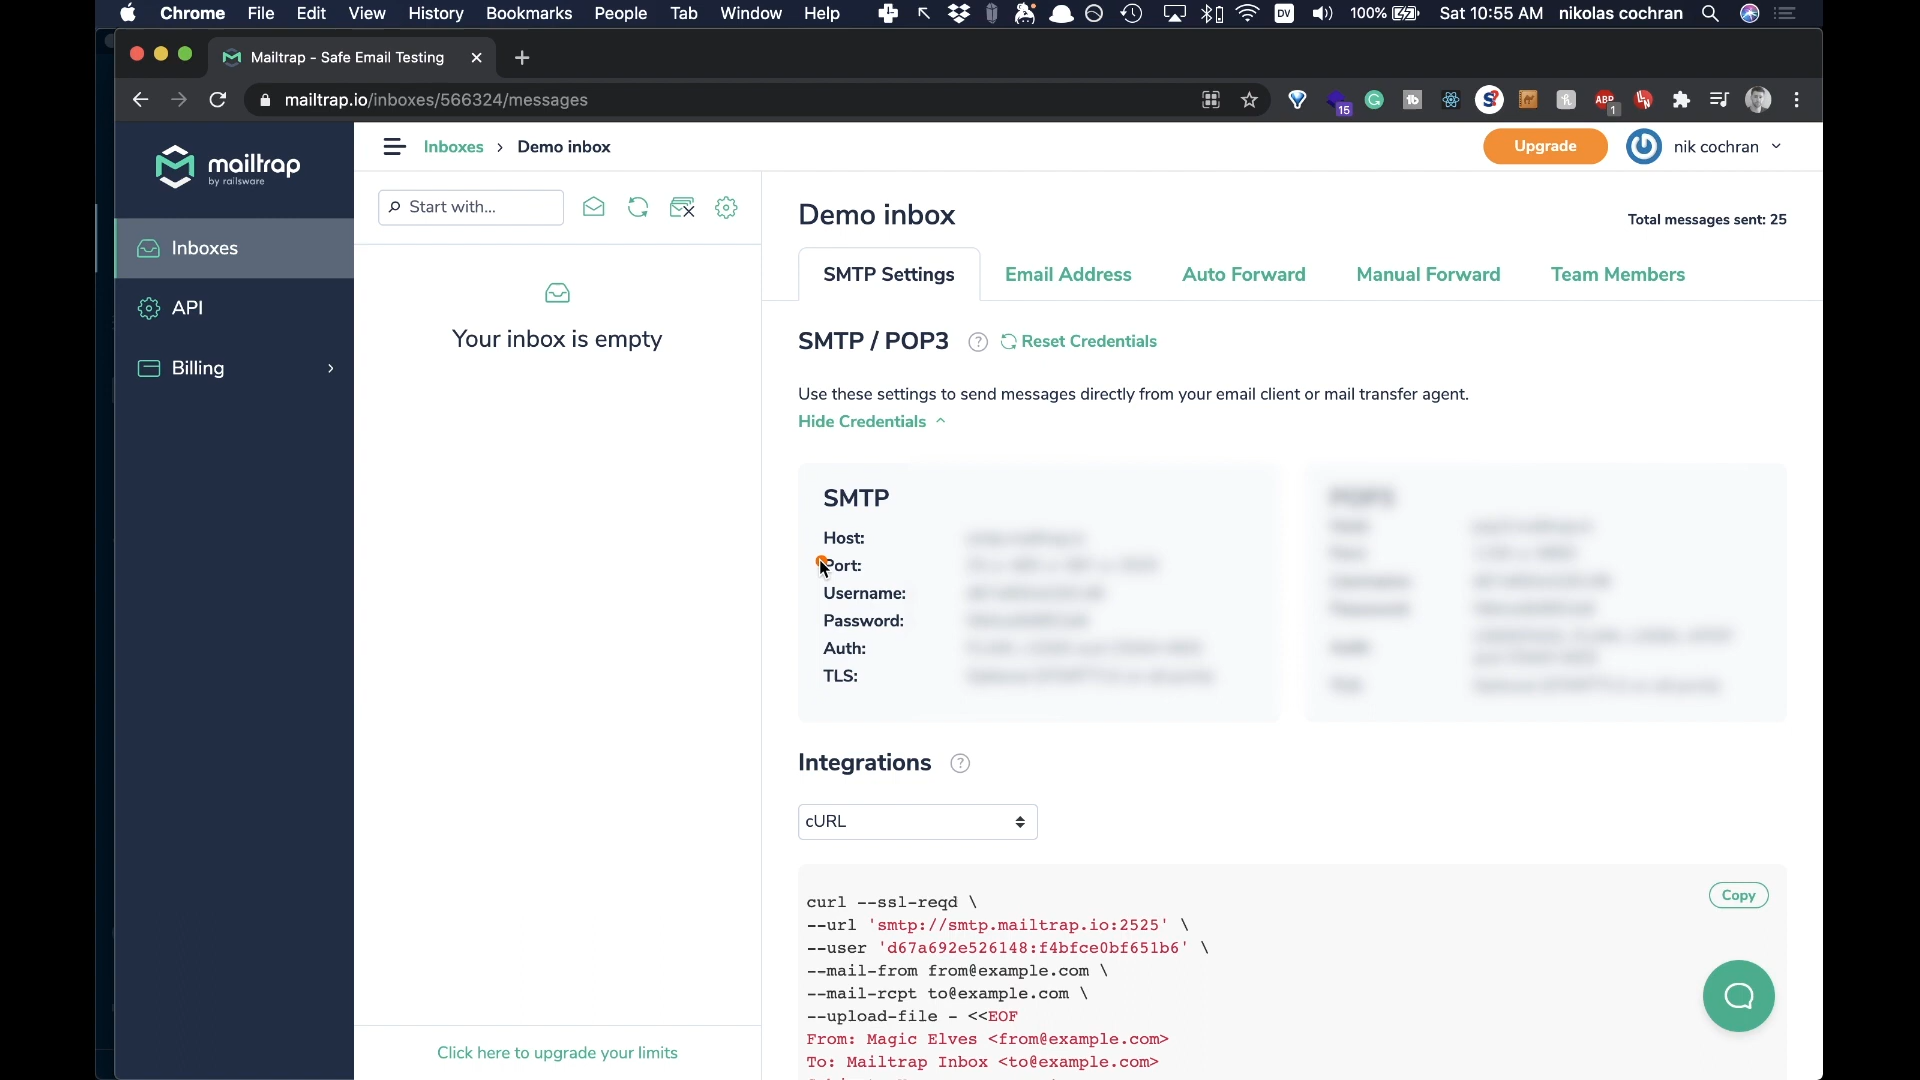 Chrome File Edit View History Bookmarks People Tab Window Help
DV 100% Sat 10:55 AM nikolas cochran
Mailtrap - Safe Email Testing
mailtrap.io/inboxes/566324/messages
15
ABP
1
mailtrap
by railsware
Inboxes
API
Billing
Inboxes > Demo inbox
Upgrade
nik cochran
Start with...
Your inbox is empty
Click here to upgrade your limits
Demo inbox
Total messages sent: 25
SMTP Settings
Email Address
Auto Forward
Manual Forward
Team Members
SMTP / POP3
Reset Credentials
Use these settings to send messages directly from your email client or mail transfer agent.
Hide Credentials
SMTP
Host:
Port:
Username:
Password:
Auth:
TLS:
Integrations
cURL
Copy
curl --ssl-reqd \
--url 'smtp://smtp.mailtrap.io:2525' \
--user 'd67a692e526148:f4bfce0bf651b6' \
--mail-from from@example.com \
--mail-rcpt to@example.com \
--upload-file - <<EOF
From: Magic Elves <from@example.com>
To: Mailtrap Inbox <to@example.com>